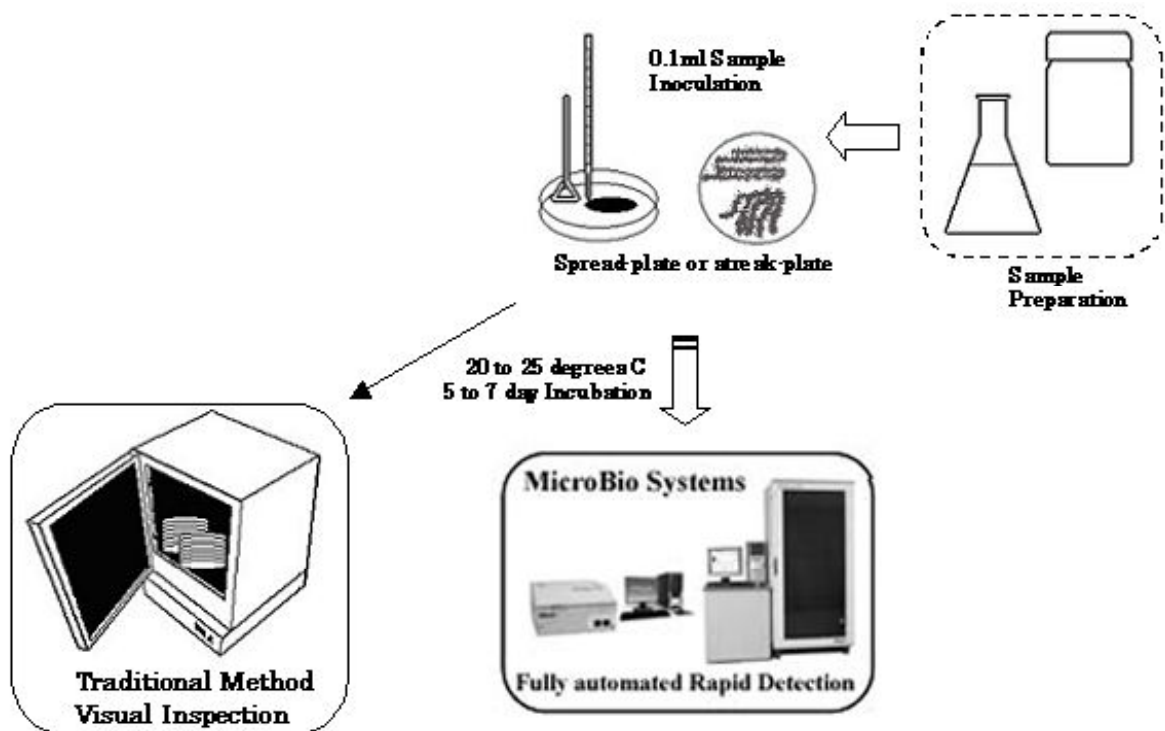 0.1ml Sample
Inoculation
Spread-plate or streak-plate
Sample
Preparation
20 to 25 degrees C
5 to 7 day Incubation
MicroBio Systems
Fully automated Rapid Detection
Traditional Method
Visual Inspection